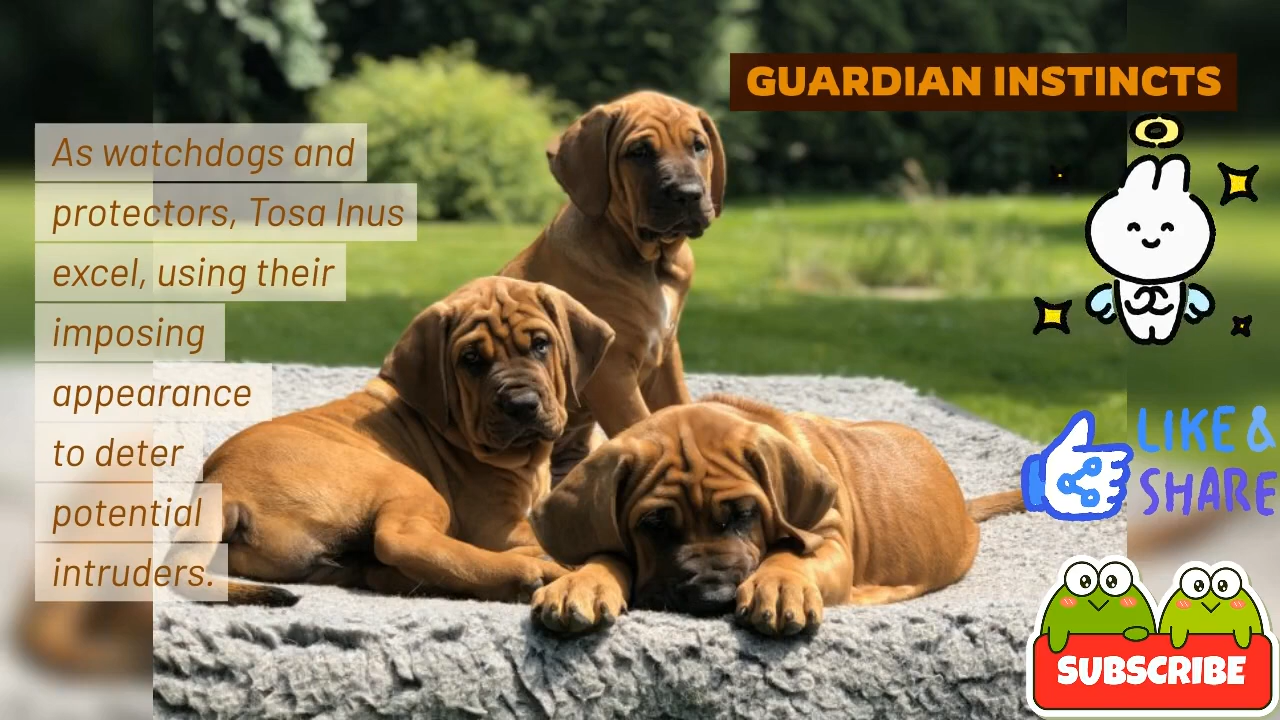 GUARDIAN INSTINCTS
As watchdogs and
protectors, Tosa Inus
excel, using their
imposing
appearance
to deter
potential
intruders.
LIKE &
SHARE
SUBSCRIBE